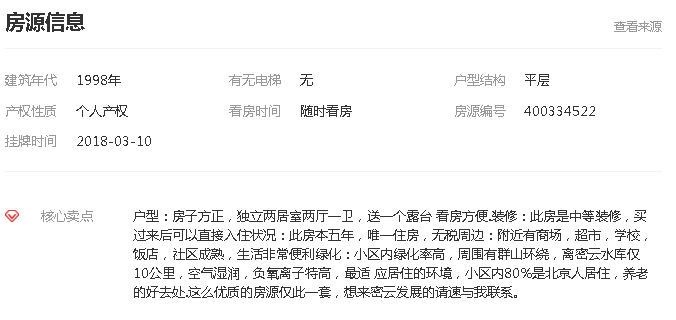 房源信息 查看来源
建筑年代 1998年 有无电梯 无 户型结构 平层
产权性质 个人产权 看房时间 随时看房 房源编号 400334522
挂牌时间 2018-03-10
核心卖点 户型：房子方正，独立两居室两厅一卫，送一个露台 看房方便.装修：此房是中等装修，买
过来后可以直接入住状况：此房本五年，唯一住房，无税周边：附近有商场，超市，学校，
饭店，社区成熟，生活非常便利绿化：小区内绿化率高，周围有群山环绕，离密云水库仅
10公里，空气湿润，负氧离子特高，最适 应居住的环境，小区内80%是北京人居住，养老
的好去处,这么优质的房源仅此一套，想来密云发展的请速与我联系。